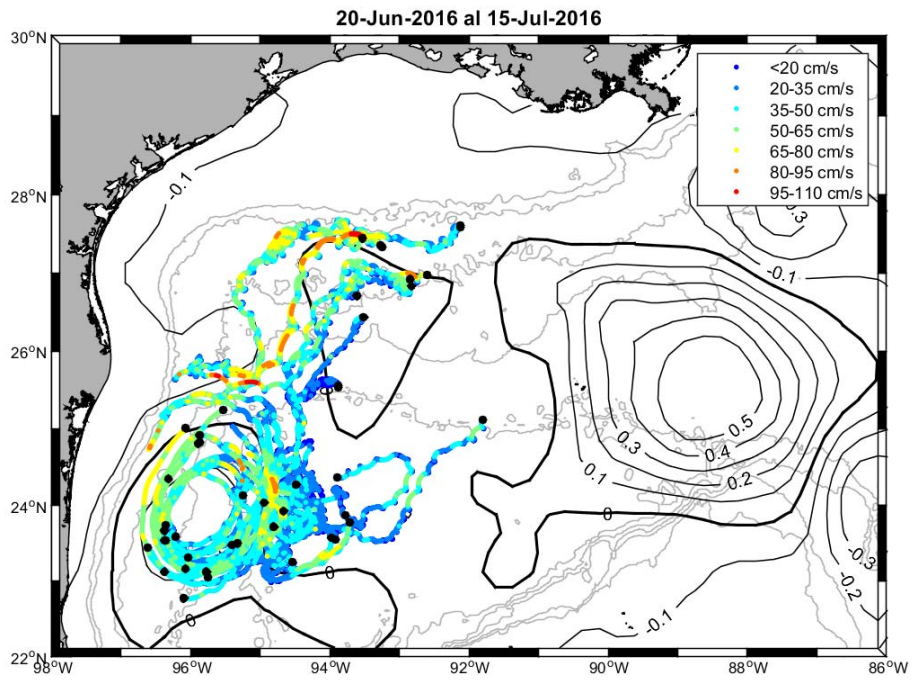 20-Jun-2016 al 15-Jul-2016
30°N
28°N
26°N
24°N
22°N
98°W
96°W
94°W
92°W
90°W
88°W
86°W
<20 cm/s
20-35 cm/s
35-50 cm/s
50-65 cm/s
65-80 cm/s
80-95 cm/s
95-110 cm/s
-0.1
-0.1
0.5
0.4
0.3
0.2
0.1
0
0
0
-0.3
-0.2
-0.1